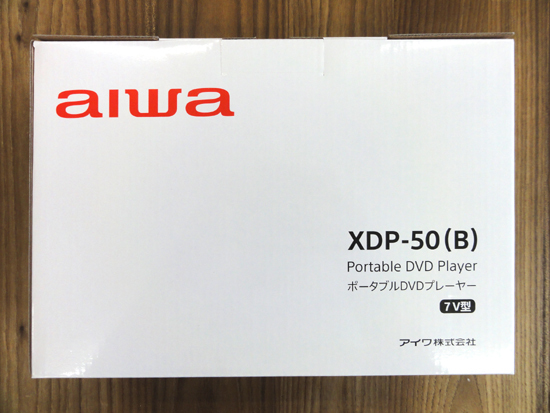 aiwa
XDP-50(B)
Portable DVD Player
ポータブルDVDプレーヤー
7V型
アイワ株式会社